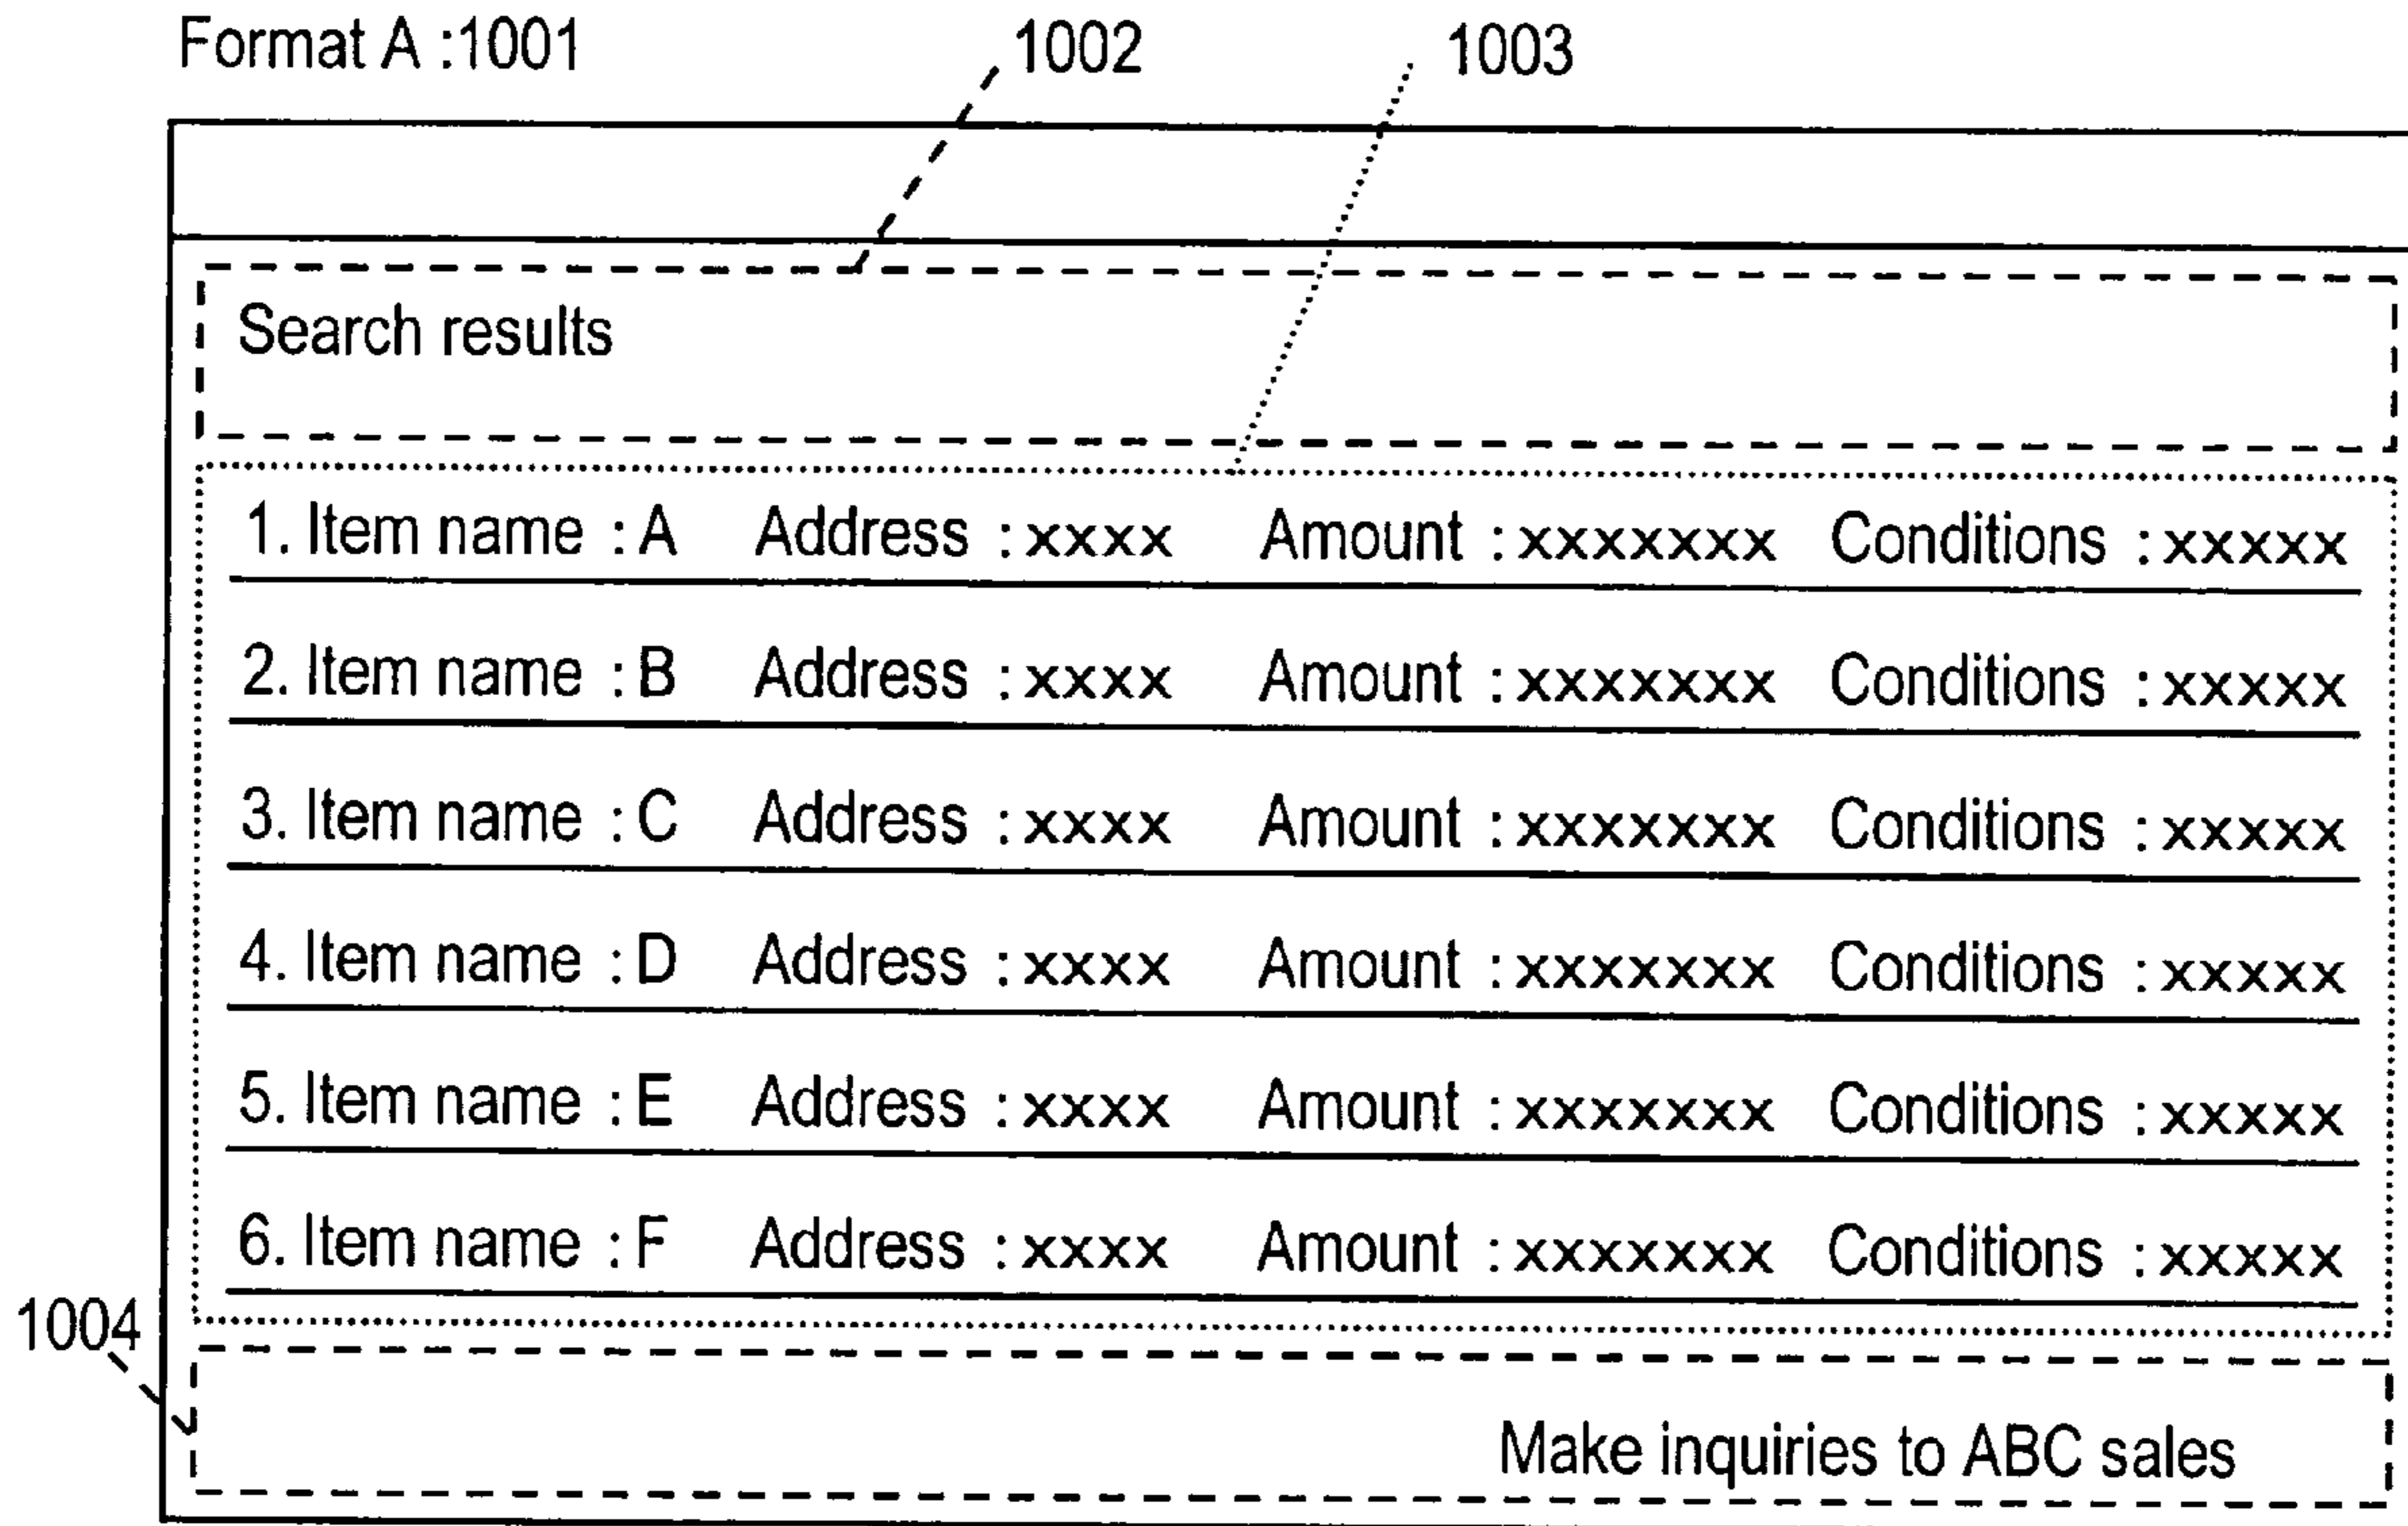 Format A :1001
1002
1003
Search results
1. Item name : A Address : xxxx Amount : xxxxxxx Conditions : xxxxx
2. Item name : B Address : xxxx Amount : xxxxxxx Conditions : xxxxx
3. Item name : C Address : xxxx Amount : xxxxxxx Conditions : xxxxx
4. Item name : D Address : xxxx Amount : xxxxxxx Conditions : xxxxx
5. Item name : E Address : xxxx Amount : xxxxxxx Conditions : xxxxx
6. Item name : F Address : xxxx Amount : xxxxxxx Conditions : xxxxx
1004
Make inquiries to ABC sales